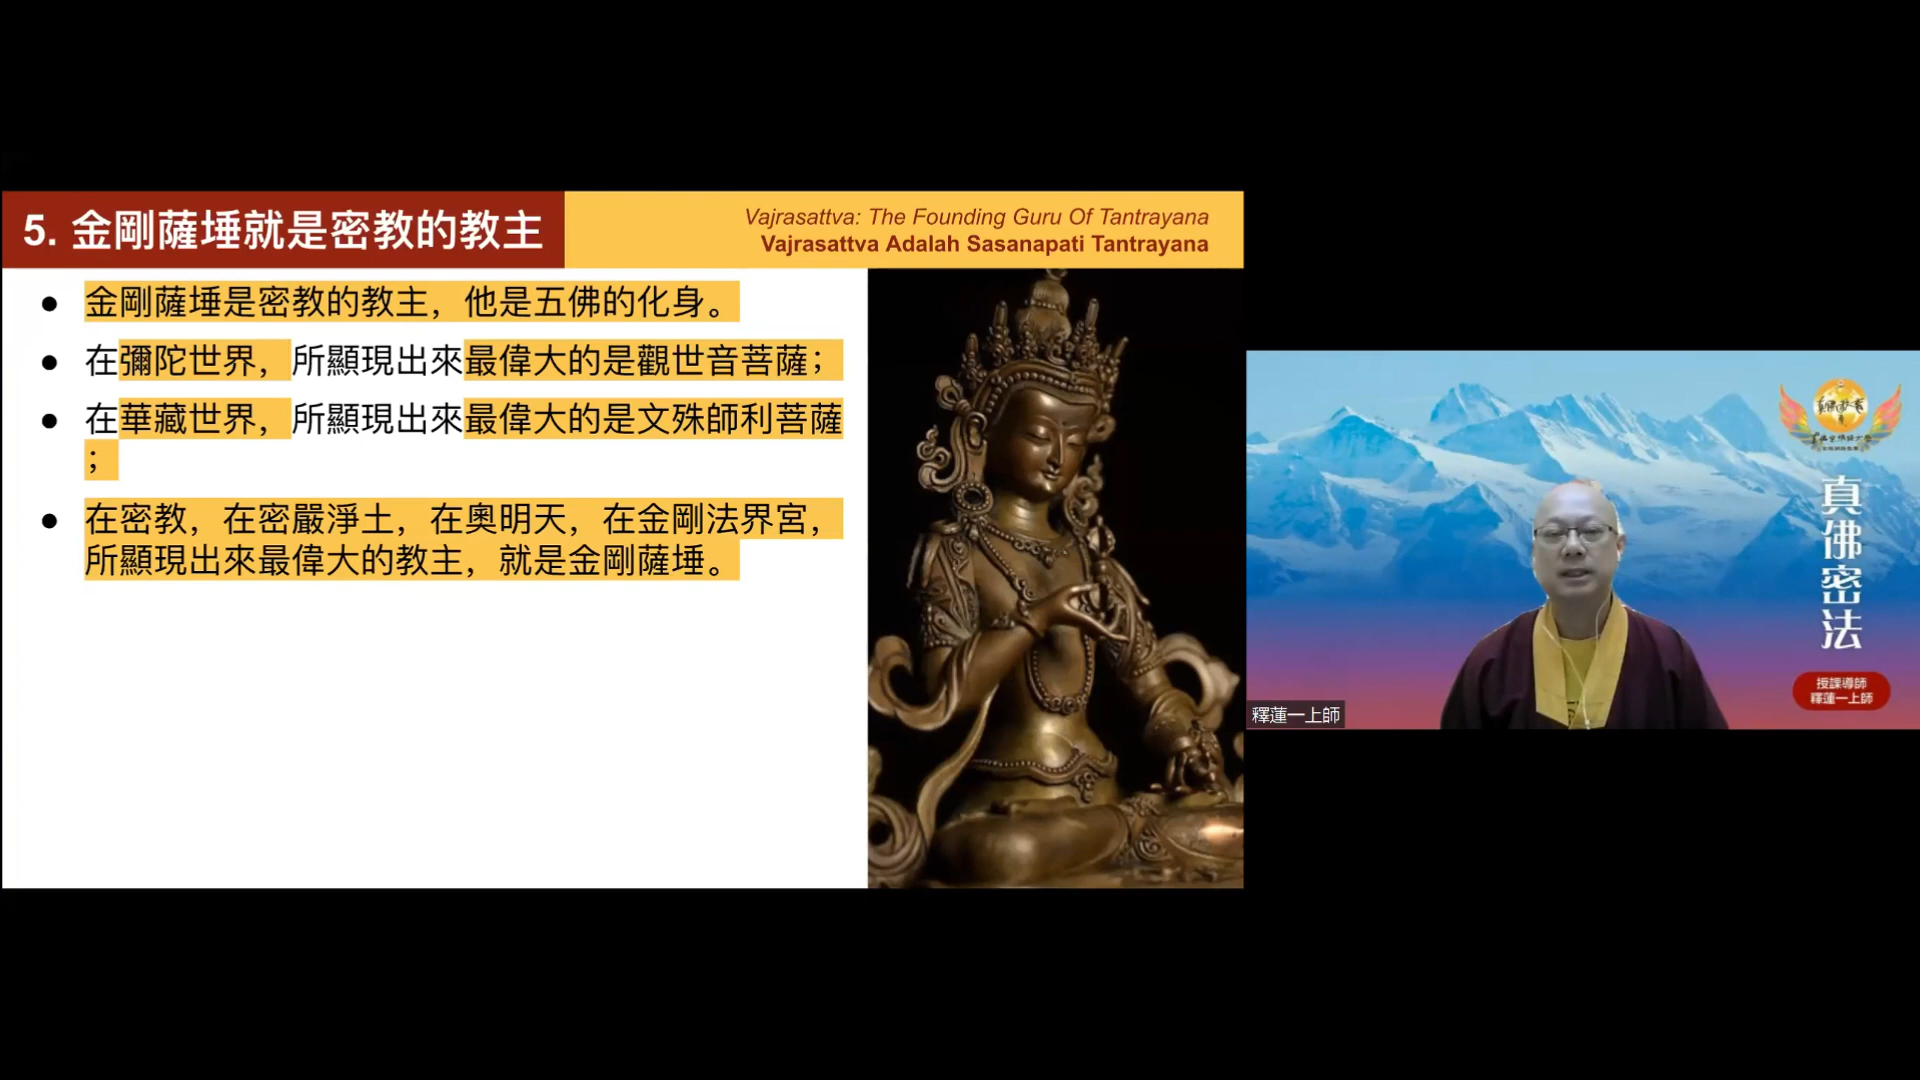 5. 金剛薩埵就是密教的教主
Vajrasattva: The Founding Guru Of Tantrayana
Vajrasattva Adalah Sasanapati Tantrayana
● 金剛薩埵是密教的教主，他是五佛的化身。
● 在彌陀世界，所顯現出來最偉大的是觀世音菩薩；
● 在華藏世界，所顯現出來最偉大的是文殊師利菩薩
；
● 在密教，在密嚴淨土，在奧明天，在金剛法界宮，
所顯現出來最偉大的教主，就是金剛薩埵。
真佛密法
授課導師
釋蓮一上師
釋蓮一上師